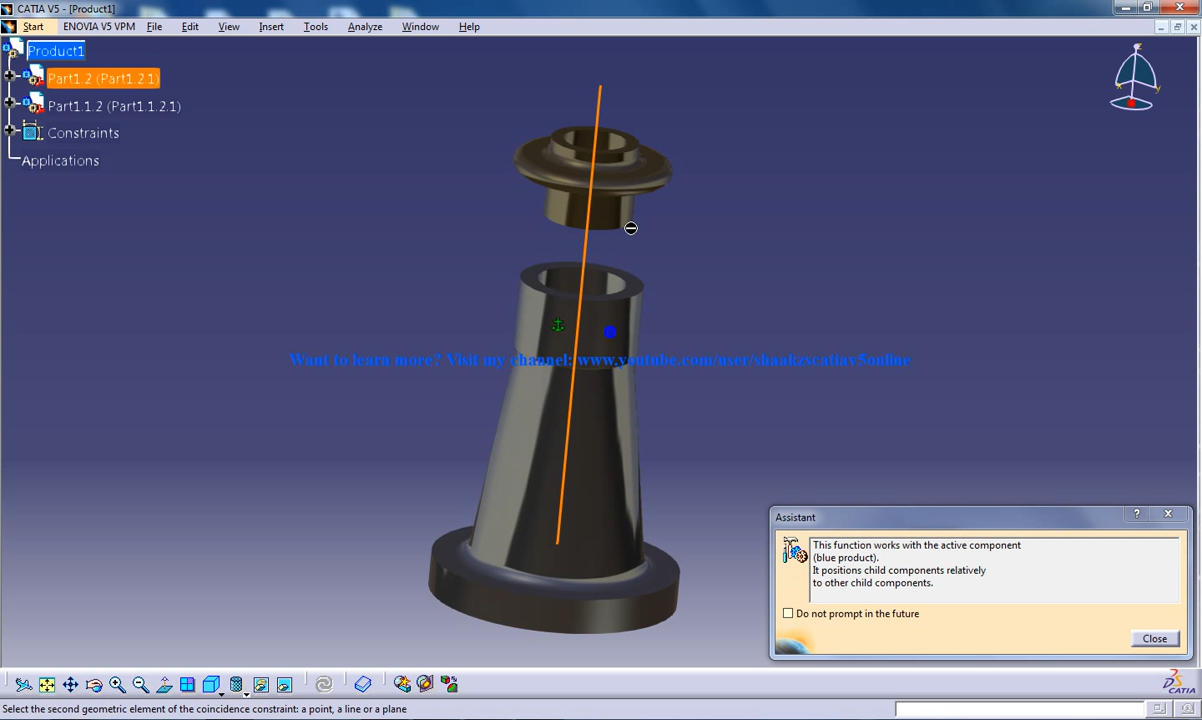 CATIA V5 - [Product1]
Start ENOVIA V5 VPM File Edit View Insert Tools Analyze Window Help
Product1
Part1.2 (Part1.2.1)
Part1.1.2 (Part1.1.2.1)
Constraints
Applications
Want to learn more? Visit my channel: www.youtube.com/user/shaakzscatiav5online
Assistant
This function works with the active component
(blue product).
It positions child components relatively
to other child components.
Do not prompt in the future
Close
CATIA
Select the second geometric element of the coincidence constraint: a point, a line or a plane